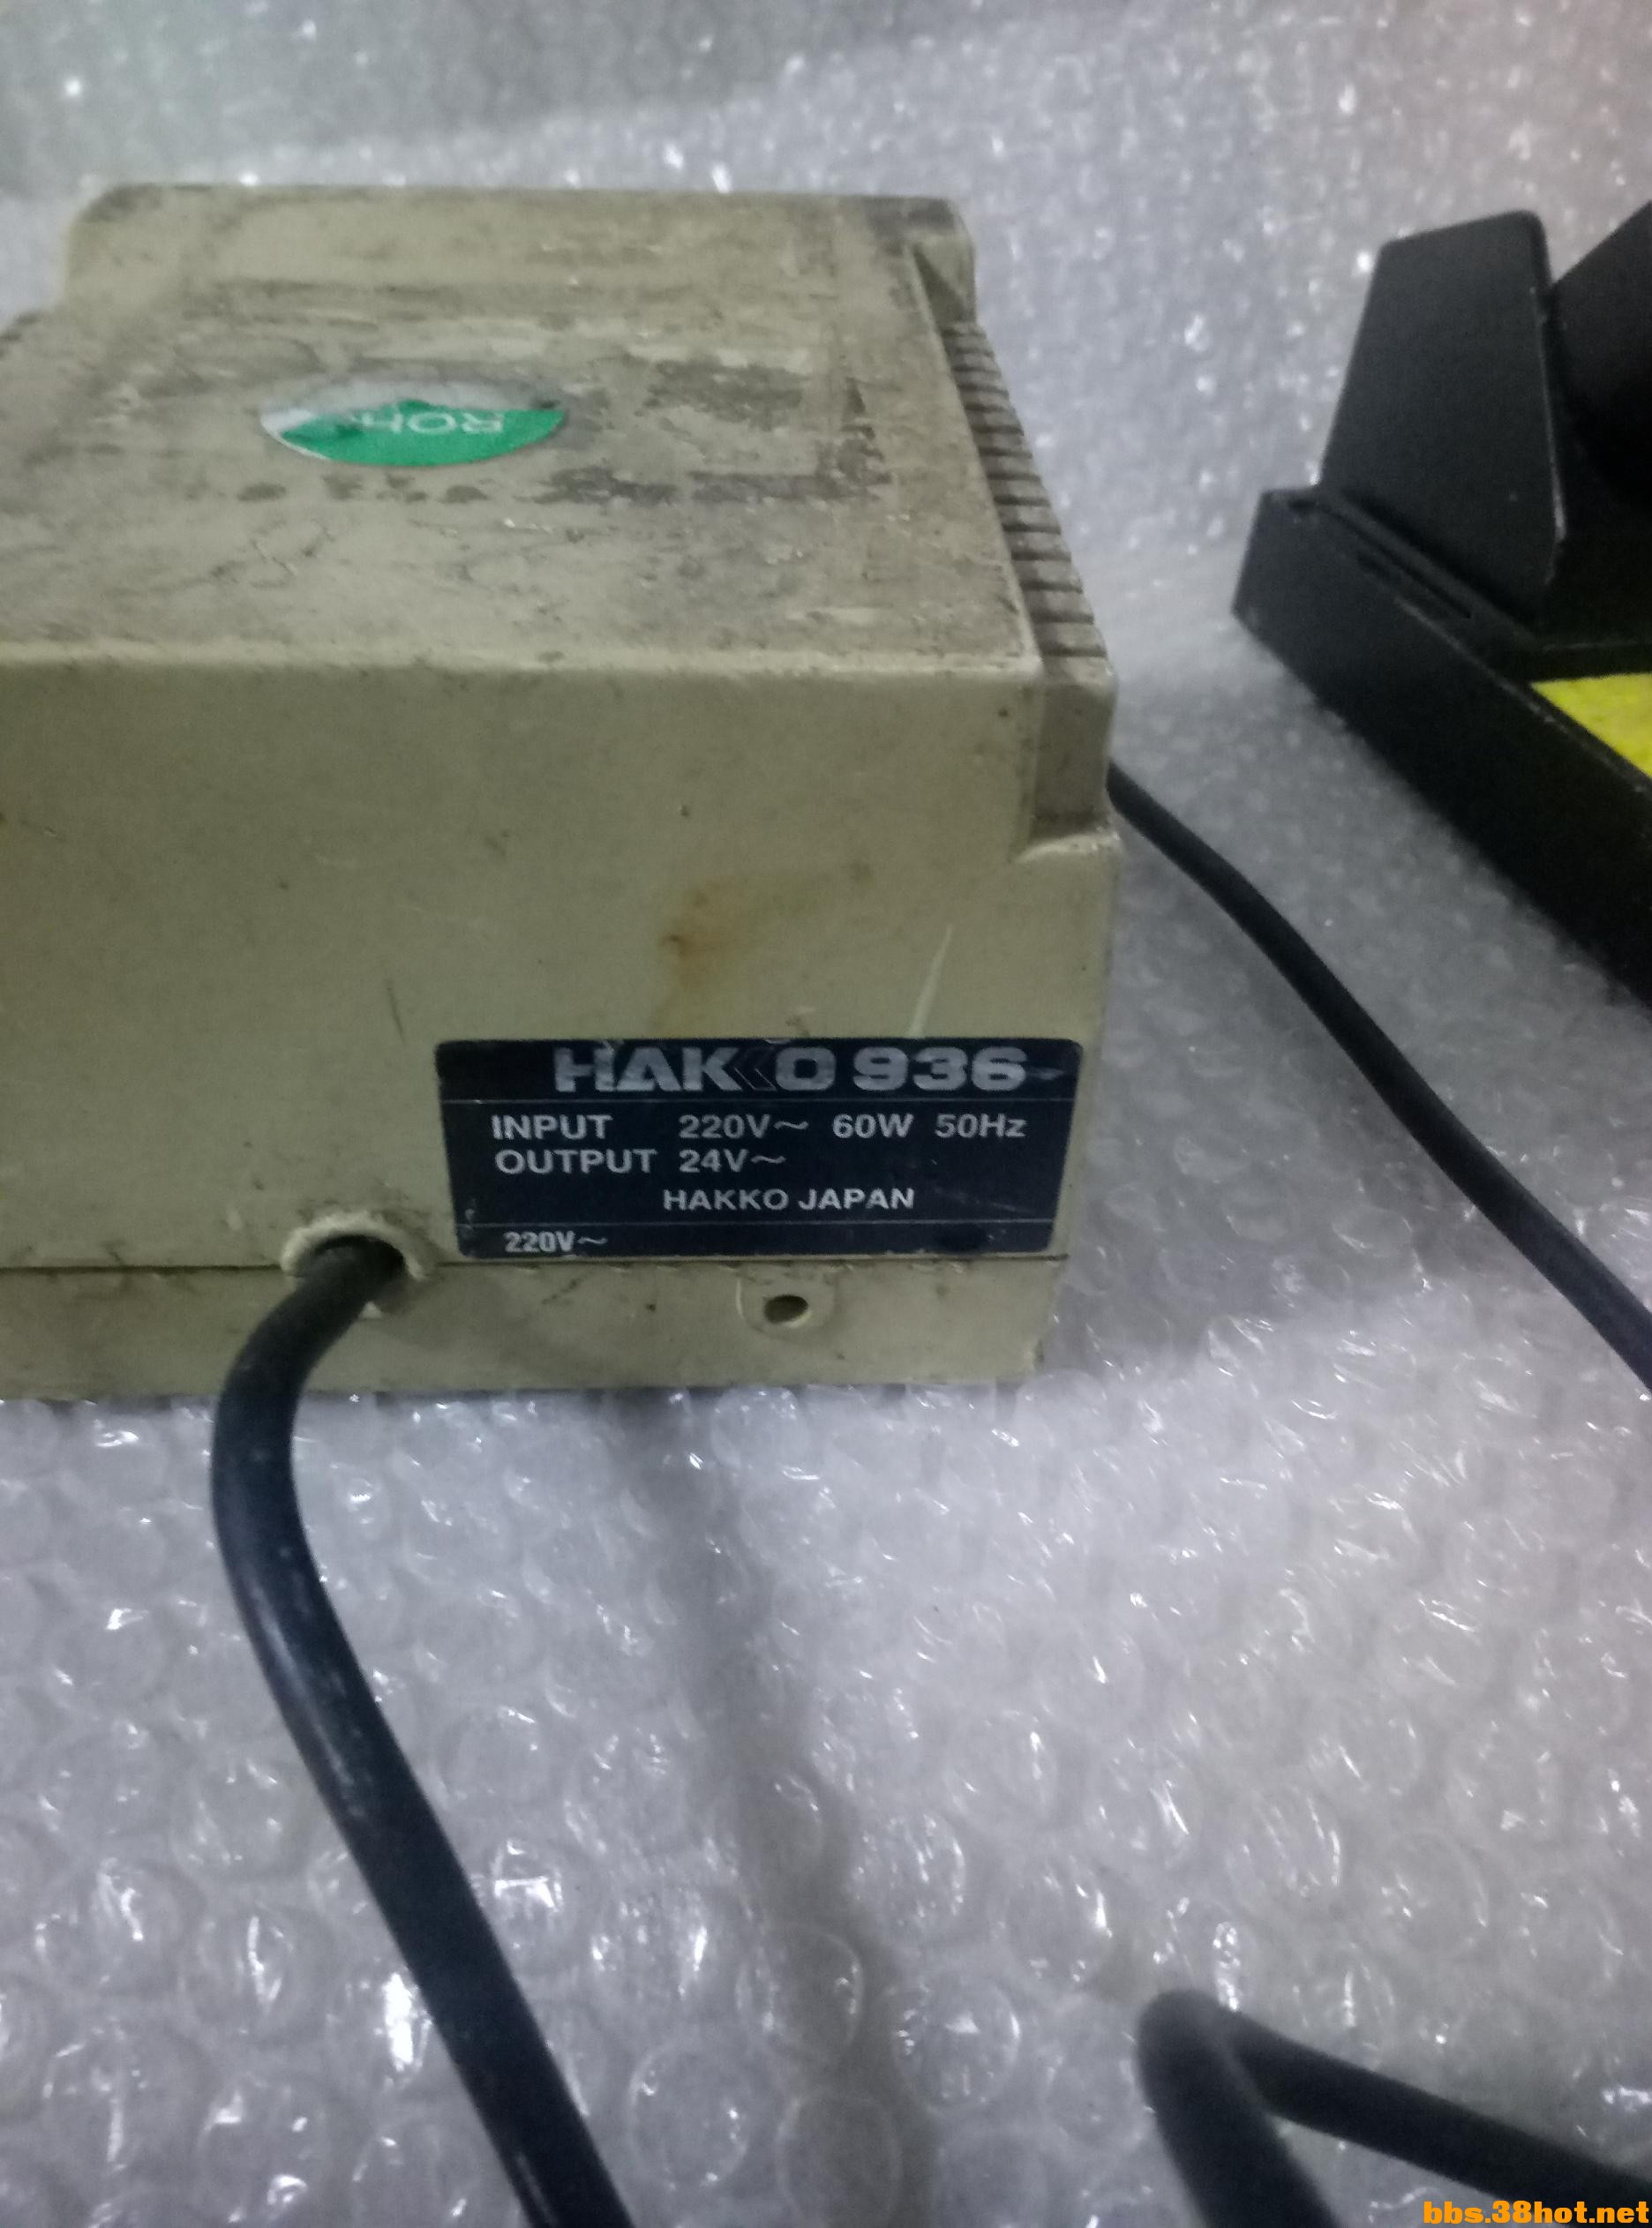 ROH
HAKKO 936
INPUT 220V~ 60W 50Hz
OUTPUT 24V~
HAKKO JAPAN
220V~
bbs.38hot.net